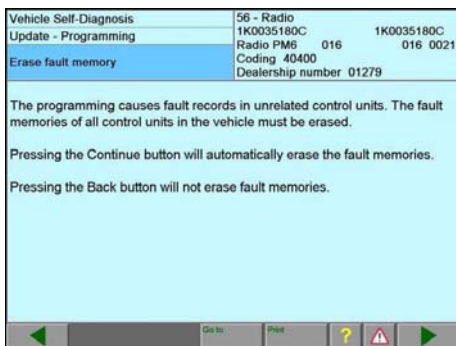 Vehicle Self-Diagnosis
Update - Programming
Erase fault memory
56 - Radio
1K0035180C 1K0035180C
Radio PM6 016 016 0021
Coding 40400
Dealership number 01279
The programming causes fault records in unrelated control units. The fault
memories of all control units in the vehicle must be erased.
Pressing the Continue button will automatically erase the fault memories.
Pressing the Back button will not erase fault memories.
Go to
Print
?